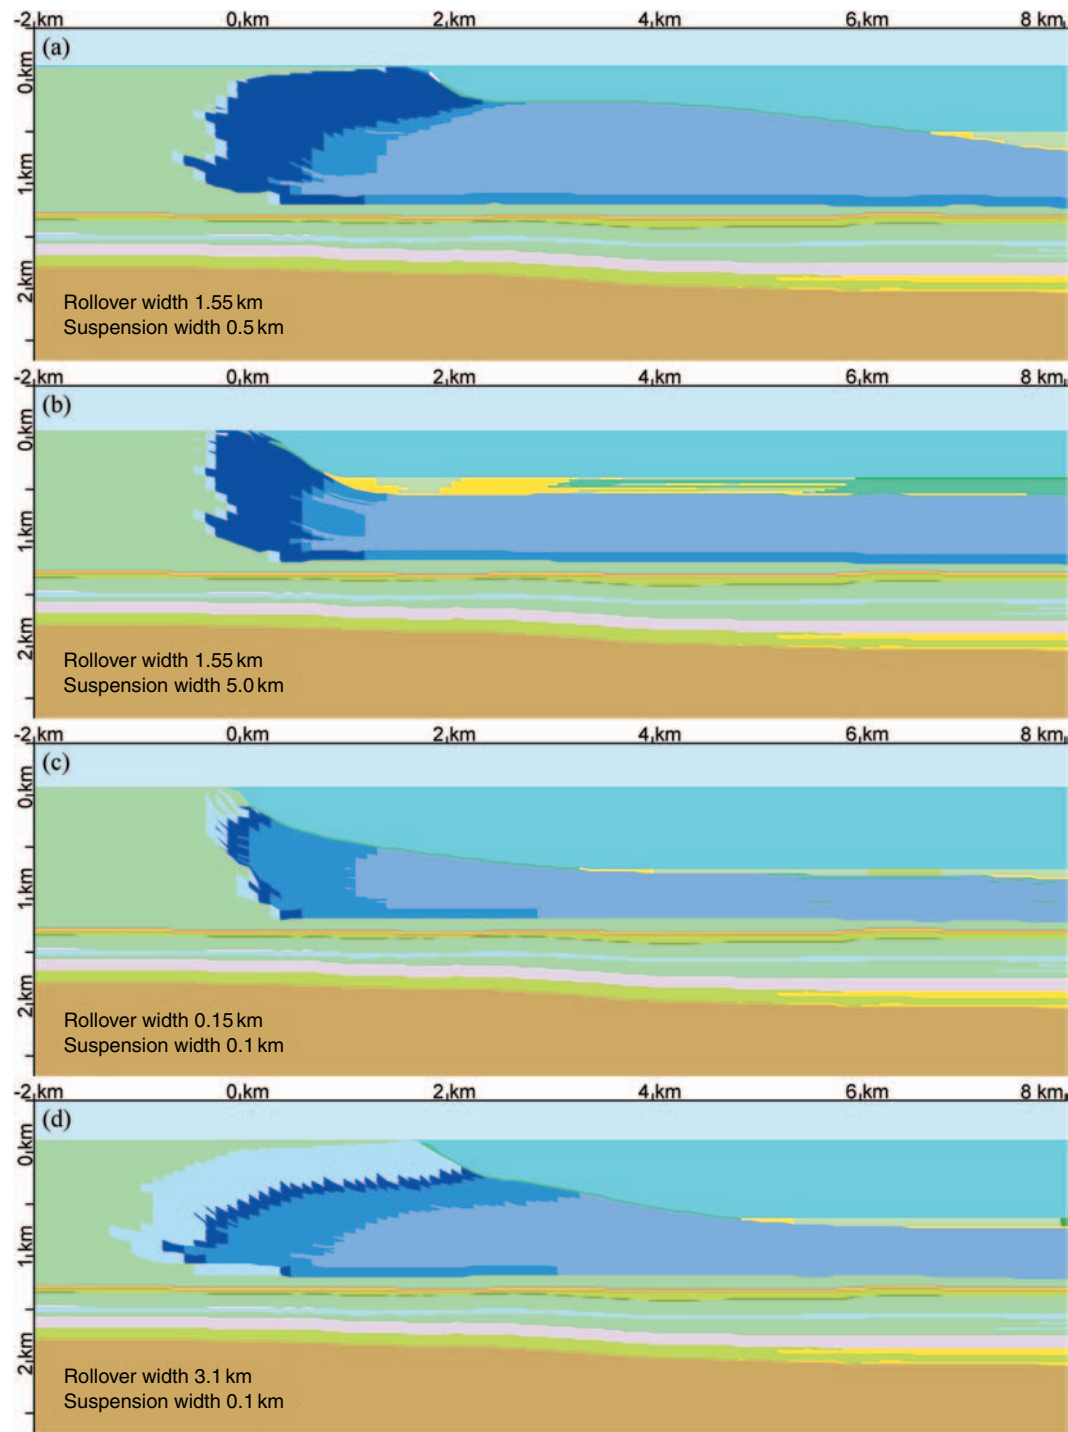 -2 km 0 km 2 km 4 km 6 km 8 km
(a)
0 km
1 km
2 km
Rollover width 1.55 km
Suspension width 0.5 km
-2 km 0 km 2 km 4 km 6 km 8 km
(b)
0 km
1 km
2 km
Rollover width 1.55 km
Suspension width 5.0 km
-2 km 0 km 2 km 4 km 6 km 8 km
(c)
0 km
1 km
2 km
Rollover width 0.15 km
Suspension width 0.1 km
-2 km 0 km 2 km 4 km 6 km 8 km
(d)
0 km
1 km
2 km
Rollover width 3.1 km
Suspension width 0.1 km